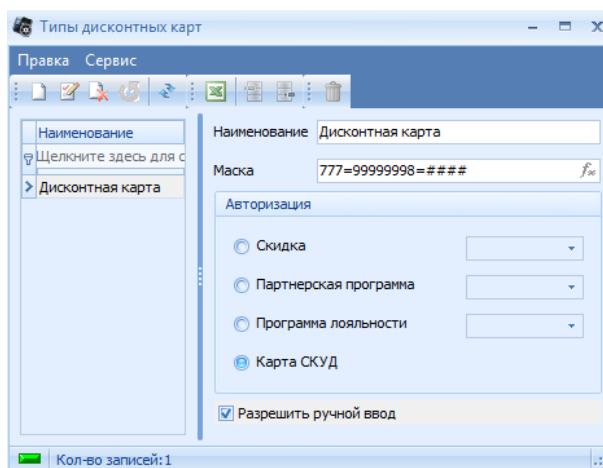 Типы дисконтных карт
Правка Сервис
Наименование
Щелкните здесь для с
Дисконтная карта
Наименование Дисконтная карта
Маска 777=99999998=####
Авторизация
Скидка
Партнерская программа
Программа лояльности
Карта СКУД
Разрешить ручной ввод
Кол-во записей:1